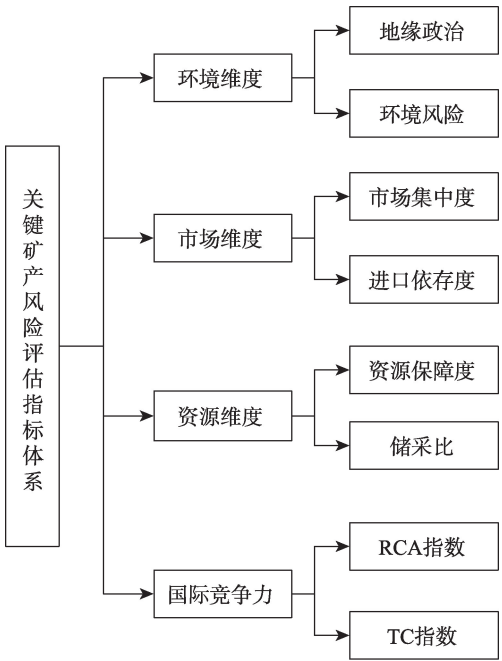 关键矿产风险评估指标体系
环境维度
地缘政治
环境风险
市场维度
市场集中度
进口依存度
资源维度
资源保障度
储采比
国际竞争力
RCA指数
TC指数